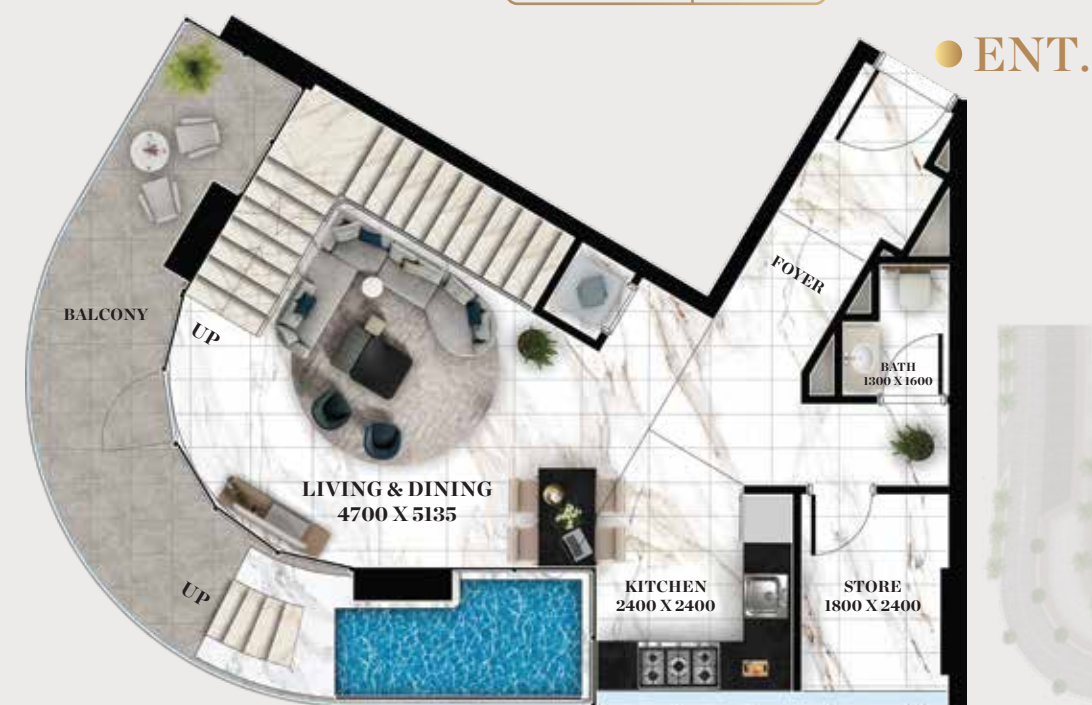 ENT.
FOYER
BALCONY
UP
BATH
1300 X 1600
LIVING & DINING
4700 X 5135
KITCHEN
2400 X 2400
STORE
1800 X 2400
UP